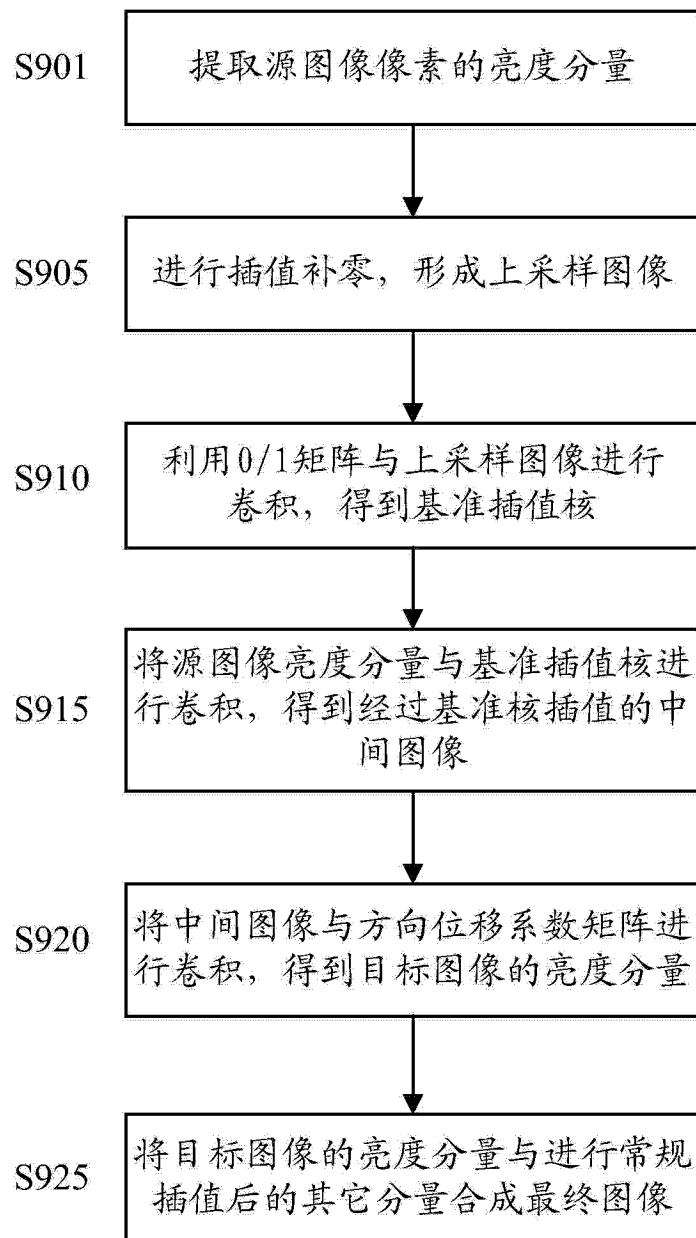 S901
提取源图像像素的亮度分量
S905
进行插值补零，形成上采样图像
S910
利用0/1矩阵与上采样图像进行
卷积，得到基准插值核
S915
将源图像亮度分量与基准插值核进
行卷积，得到经过基准核插值的中
间图像
S920
将中间图像与方向位移系数矩阵进
行卷积，得到目标图像的亮度分量
S925
将目标图像的亮度分量与进行常规
插值后的其它分量合成最终图像